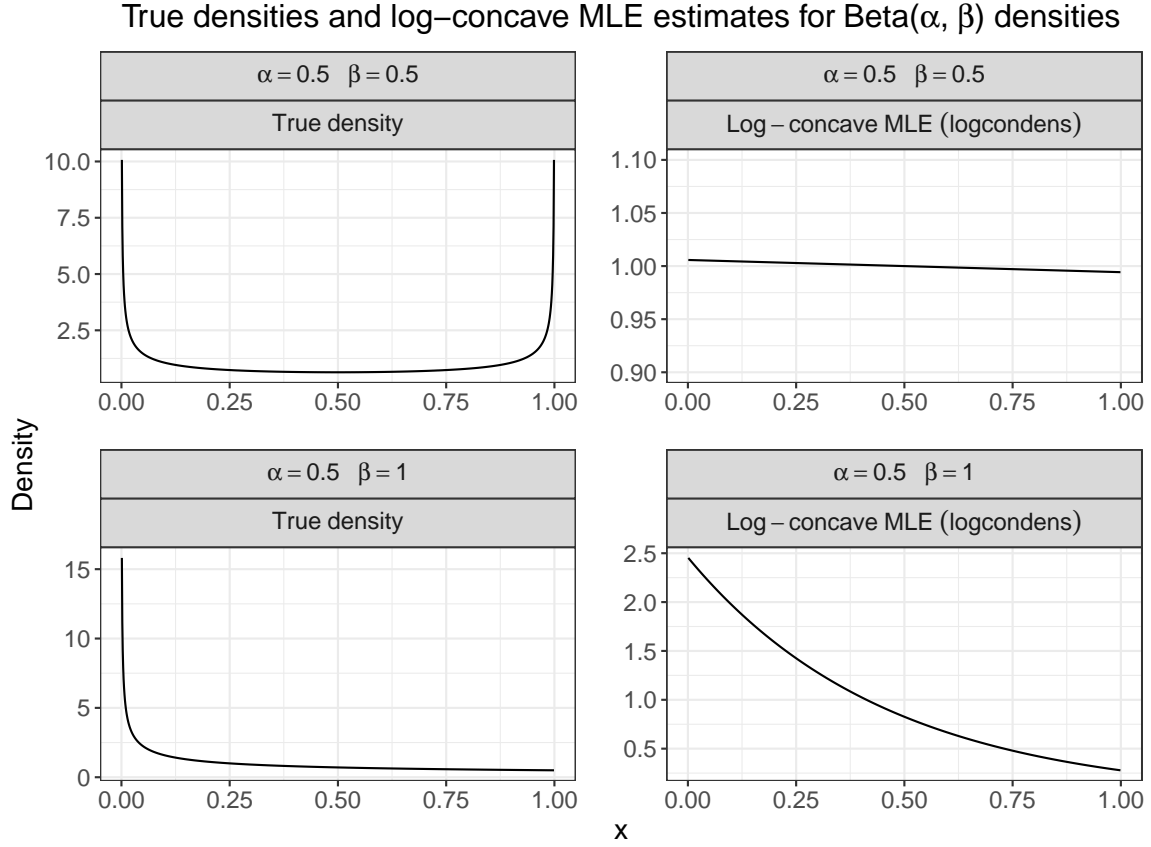 True densities and log−concave MLE estimates for Beta(α, β) densities
α = 0.5 β = 0.5
True density
10.0
7.5
5.0
2.5
0.00 0.25 0.50 0.75 1.00
α = 0.5 β = 0.5
Log − concave MLE (logcondens)
1.10
1.05
1.00
0.95
0.90
0.00 0.25 0.50 0.75 1.00
Density
α = 0.5 β = 1
True density
15
10
5
0
0.00 0.25 0.50 0.75 1.00
α = 0.5 β = 1
Log − concave MLE (logcondens)
2.5
2.0
1.5
1.0
0.5
0.00 0.25 0.50 0.75 1.00
x